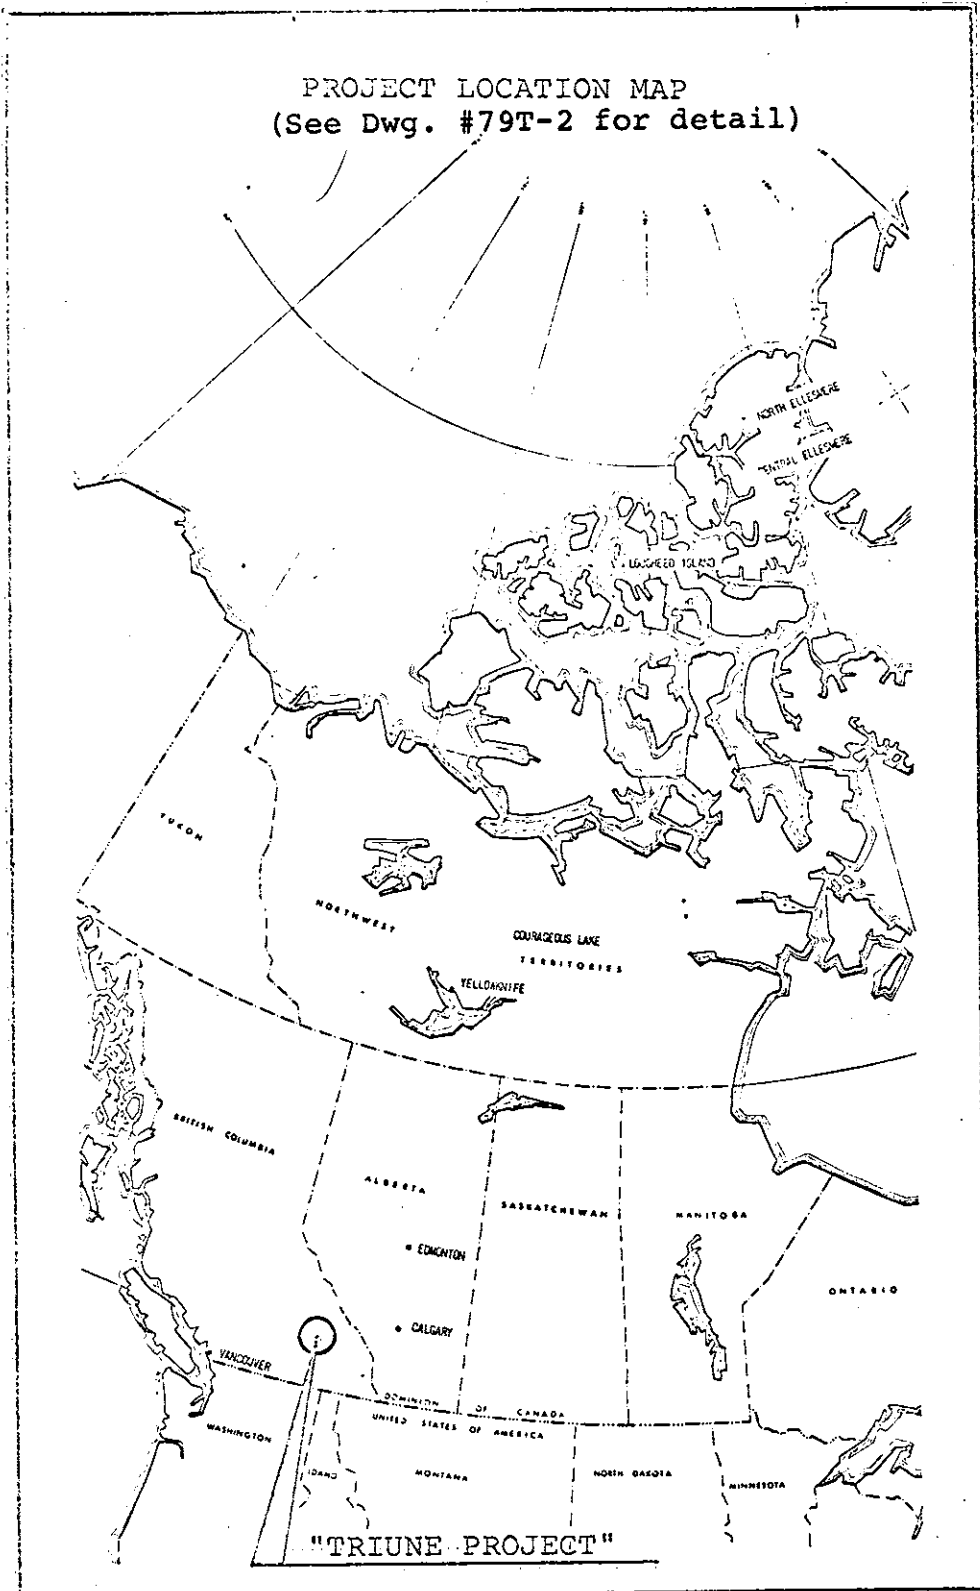 PROJECT LOCATION MAP
(See Dwg. #79T-2 for detail)
NORTH ELLESMERE
CENTRAL ELLESMERE
LOUGHEED ISLAND
YUKON
NORTHWEST
COURAGEOUS LAKE
TERRITORIES
YELLOWKNIFE
BRITISH COLUMBIA
ALBERTA
SASKATCHEWAN
MANITOBA
EDMONTON
ONTARIO
CALGARY
VANCOUVER
DOMINION OF CANADA
UNITED STATES OF AMERICA
WASHINGTON
IDAHO
MONTANA
NORTH DAKOTA
MINNESOTA
"TRIUNE PROJECT"